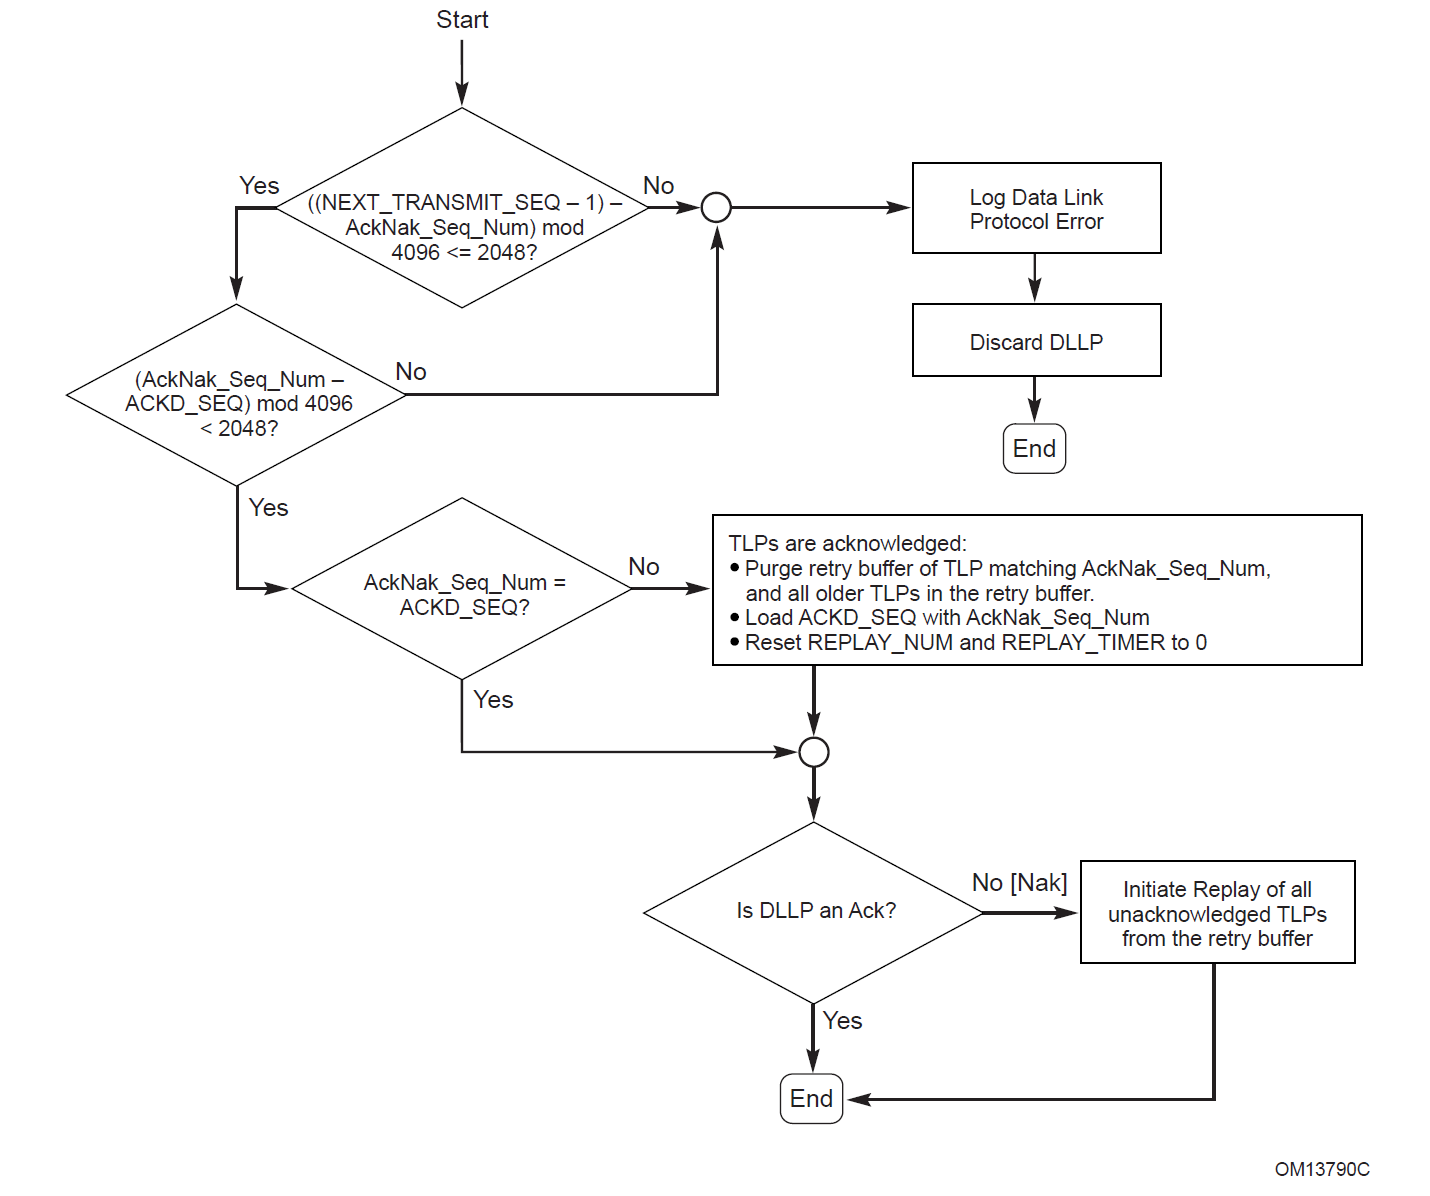 Start
Yes
((NEXT_TRANSMIT_SEQ – 1) –
AckNak_Seq_Num) mod
4096 <= 2048?
No
Log Data Link
Protocol Error
Discard DLLP
End
(AckNak_Seq_Num –
ACKD_SEQ) mod 4096
< 2048?
No
Yes
AckNak_Seq_Num =
ACKD_SEQ?
No
TLPs are acknowledged:
● Purge retry buffer of TLP matching AckNak_Seq_Num,
and all older TLPs in the retry buffer.
● Load ACKD_SEQ with AckNak_Seq_Num
● Reset REPLAY_NUM and REPLAY_TIMER to 0
Yes
Is DLLP an Ack?
No [Nak]
Initiate Replay of all
unacknowledged TLPs
from the retry buffer
Yes
End
OM13790C